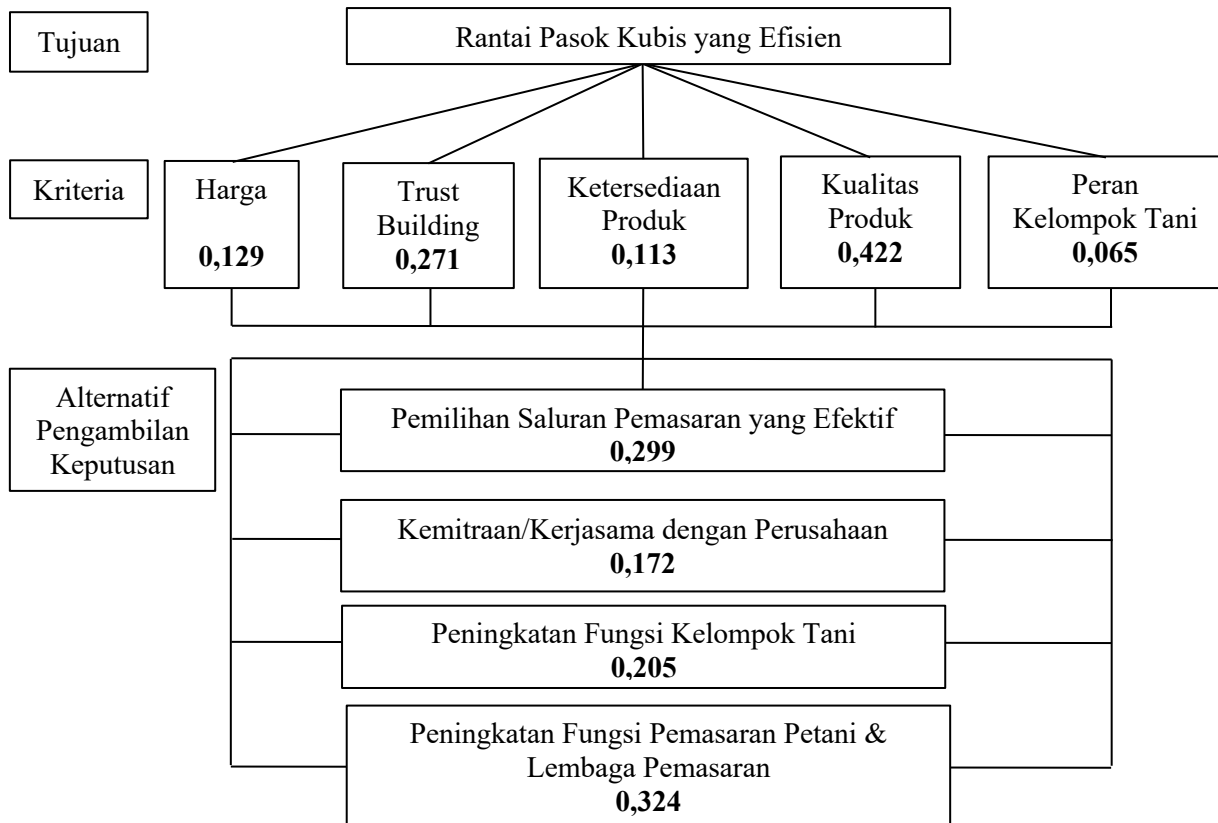 Tujuan
Rantai Pasok Kubis yang Efisien
Kriteria
Harga
0,129
Trust
Building
0,271
Ketersediaan
Produk
0,113
Kualitas
Produk
0,422
Peran
Kelompok Tani
0,065
Alternatif
Pengambilan
Keputusan
Pemilihan Saluran Pemasaran yang Efektif
0,299
Kemitraan/Kerjasama dengan Perusahaan
0,172
Peningkatan Fungsi Kelompok Tani
0,205
Peningkatan Fungsi Pemasaran Petani &
Lembaga Pemasaran
0,324